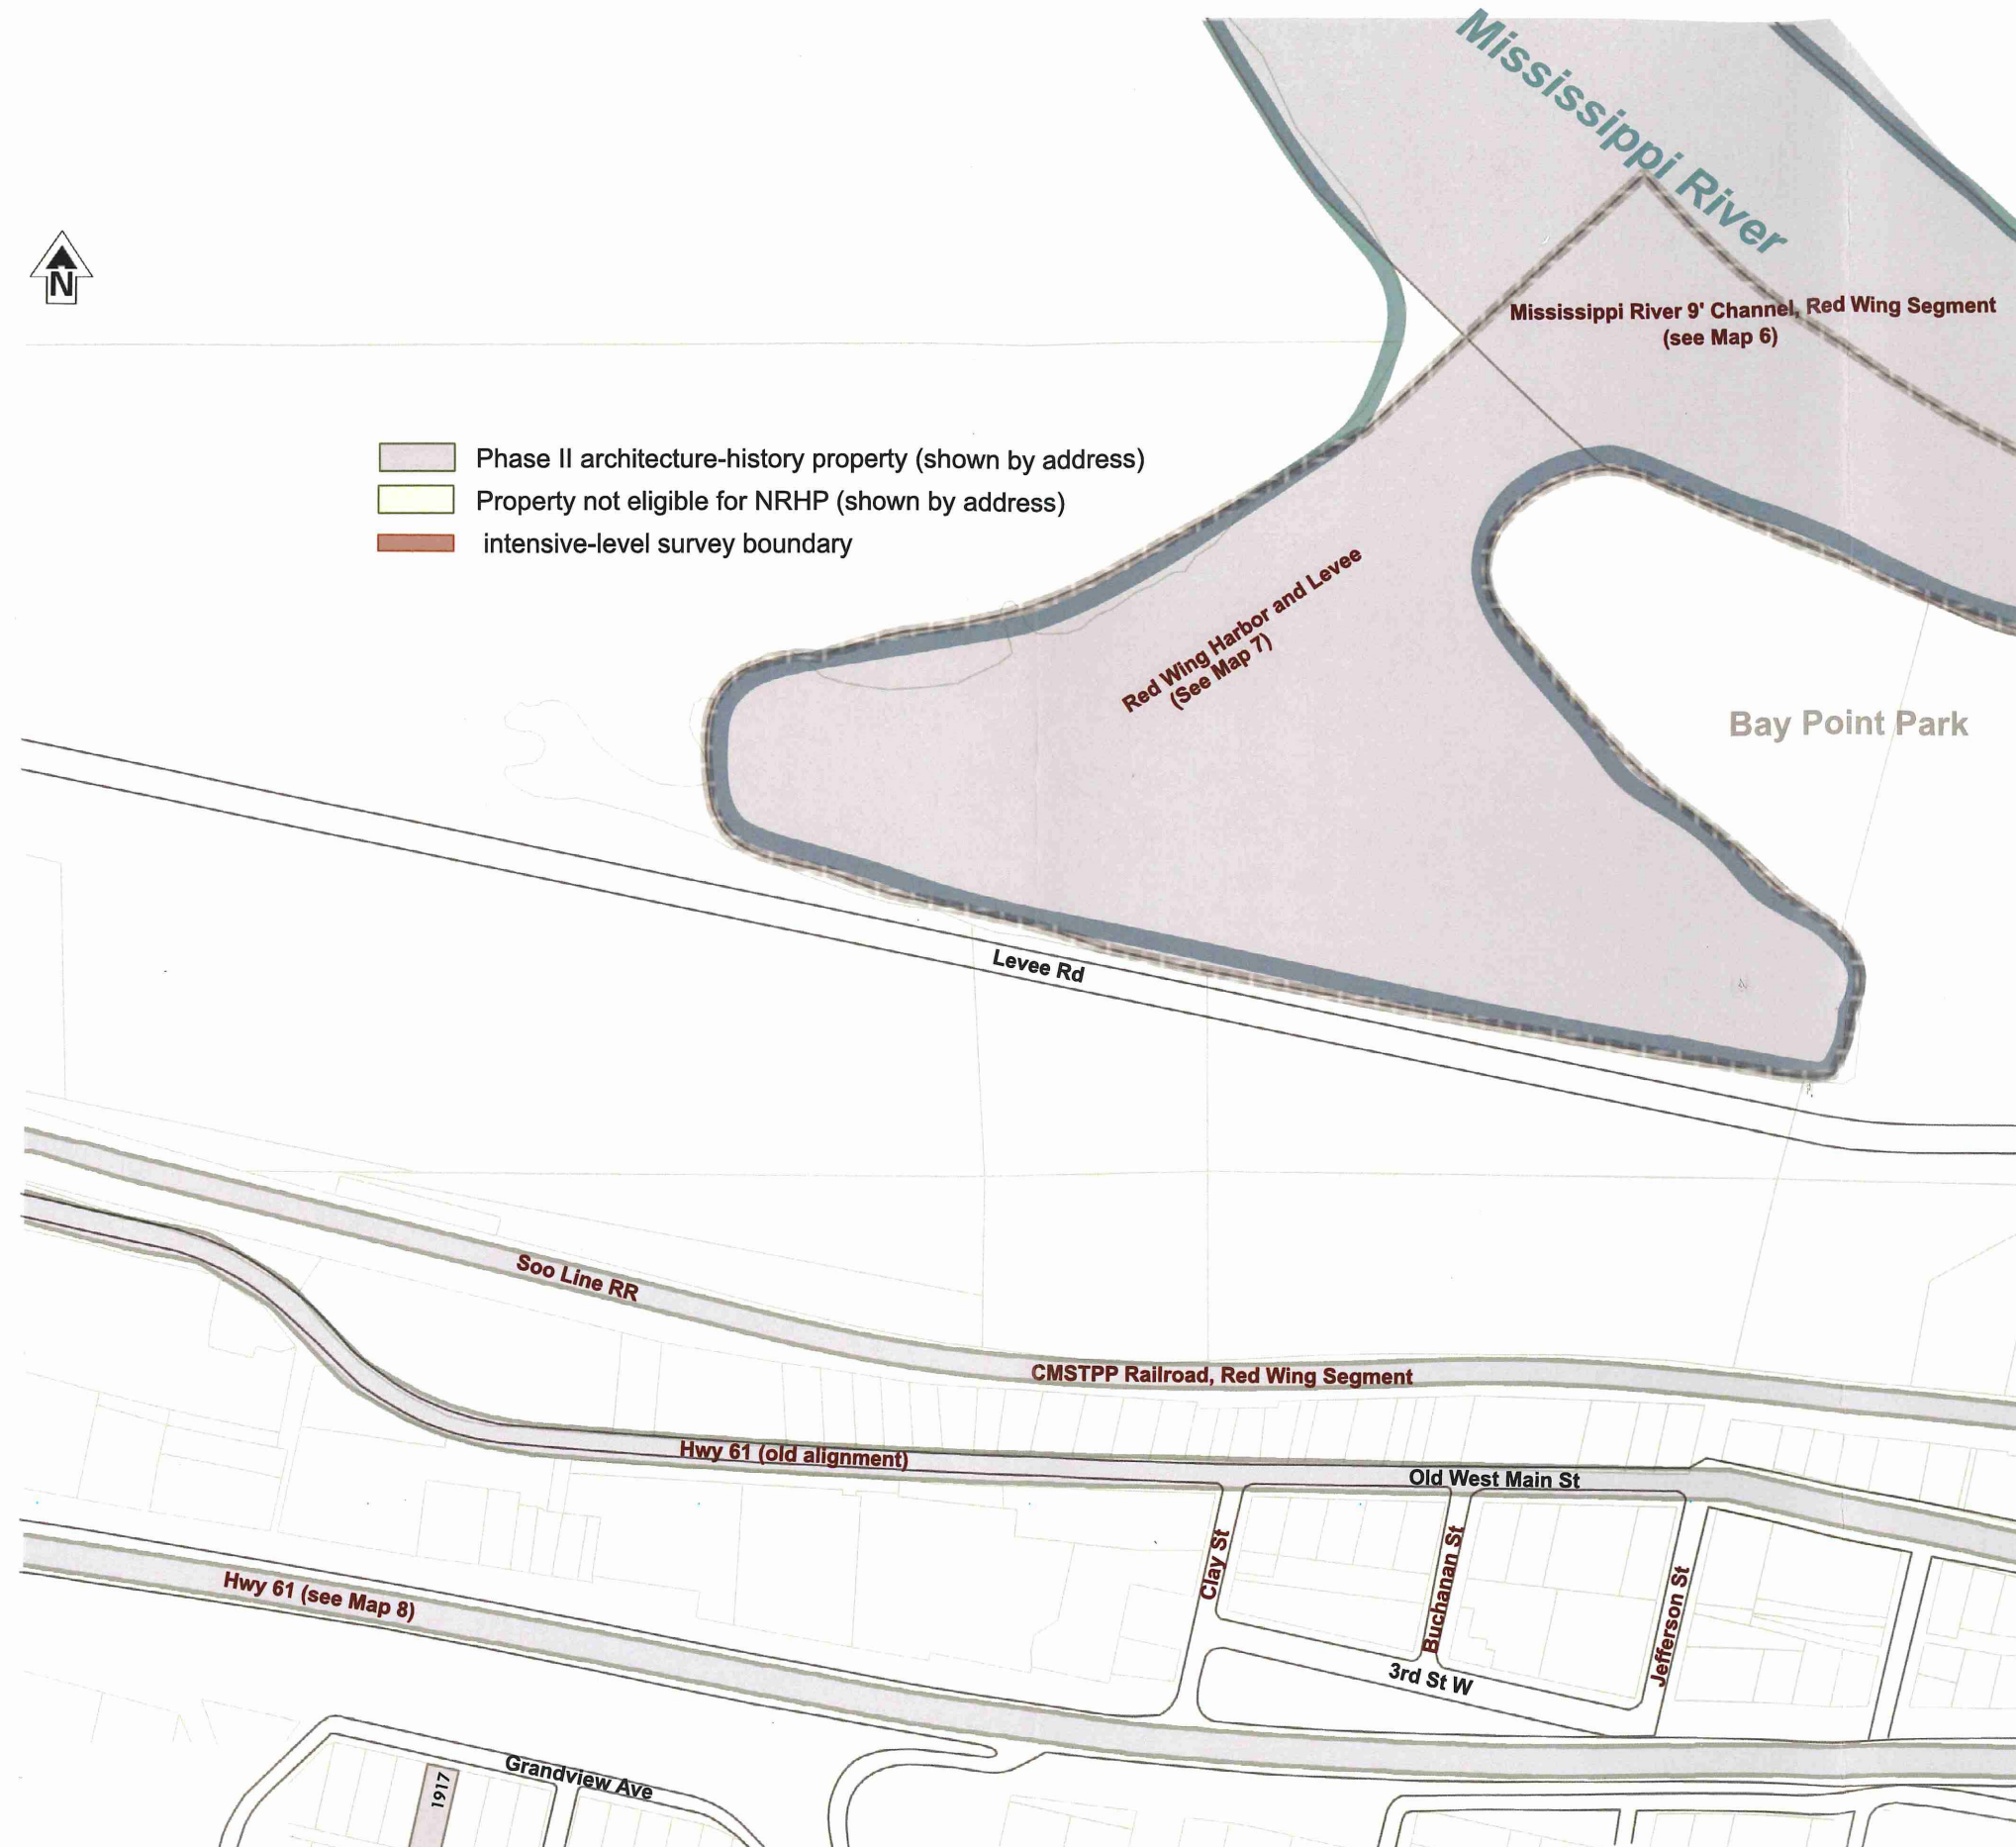 Mississippi River
N
Mississippi River 9' Channel, Red Wing Segment
(see Map 6)
Phase II architecture-history property (shown by address)
Property not eligible for NRHP (shown by address)
intensive-level survey boundary
Red Wing Harbor and Levee
(See Map 7)
Bay Point Park
Levee Rd
Soo Line RR
CMSTPP Railroad, Red Wing Segment
Hwy 61 (old alignment)
Old West Main St
Clay St
Buchanan St
Jefferson St
Hwy 61 (see Map 8)
3rd St W
Grandview Ave
1917